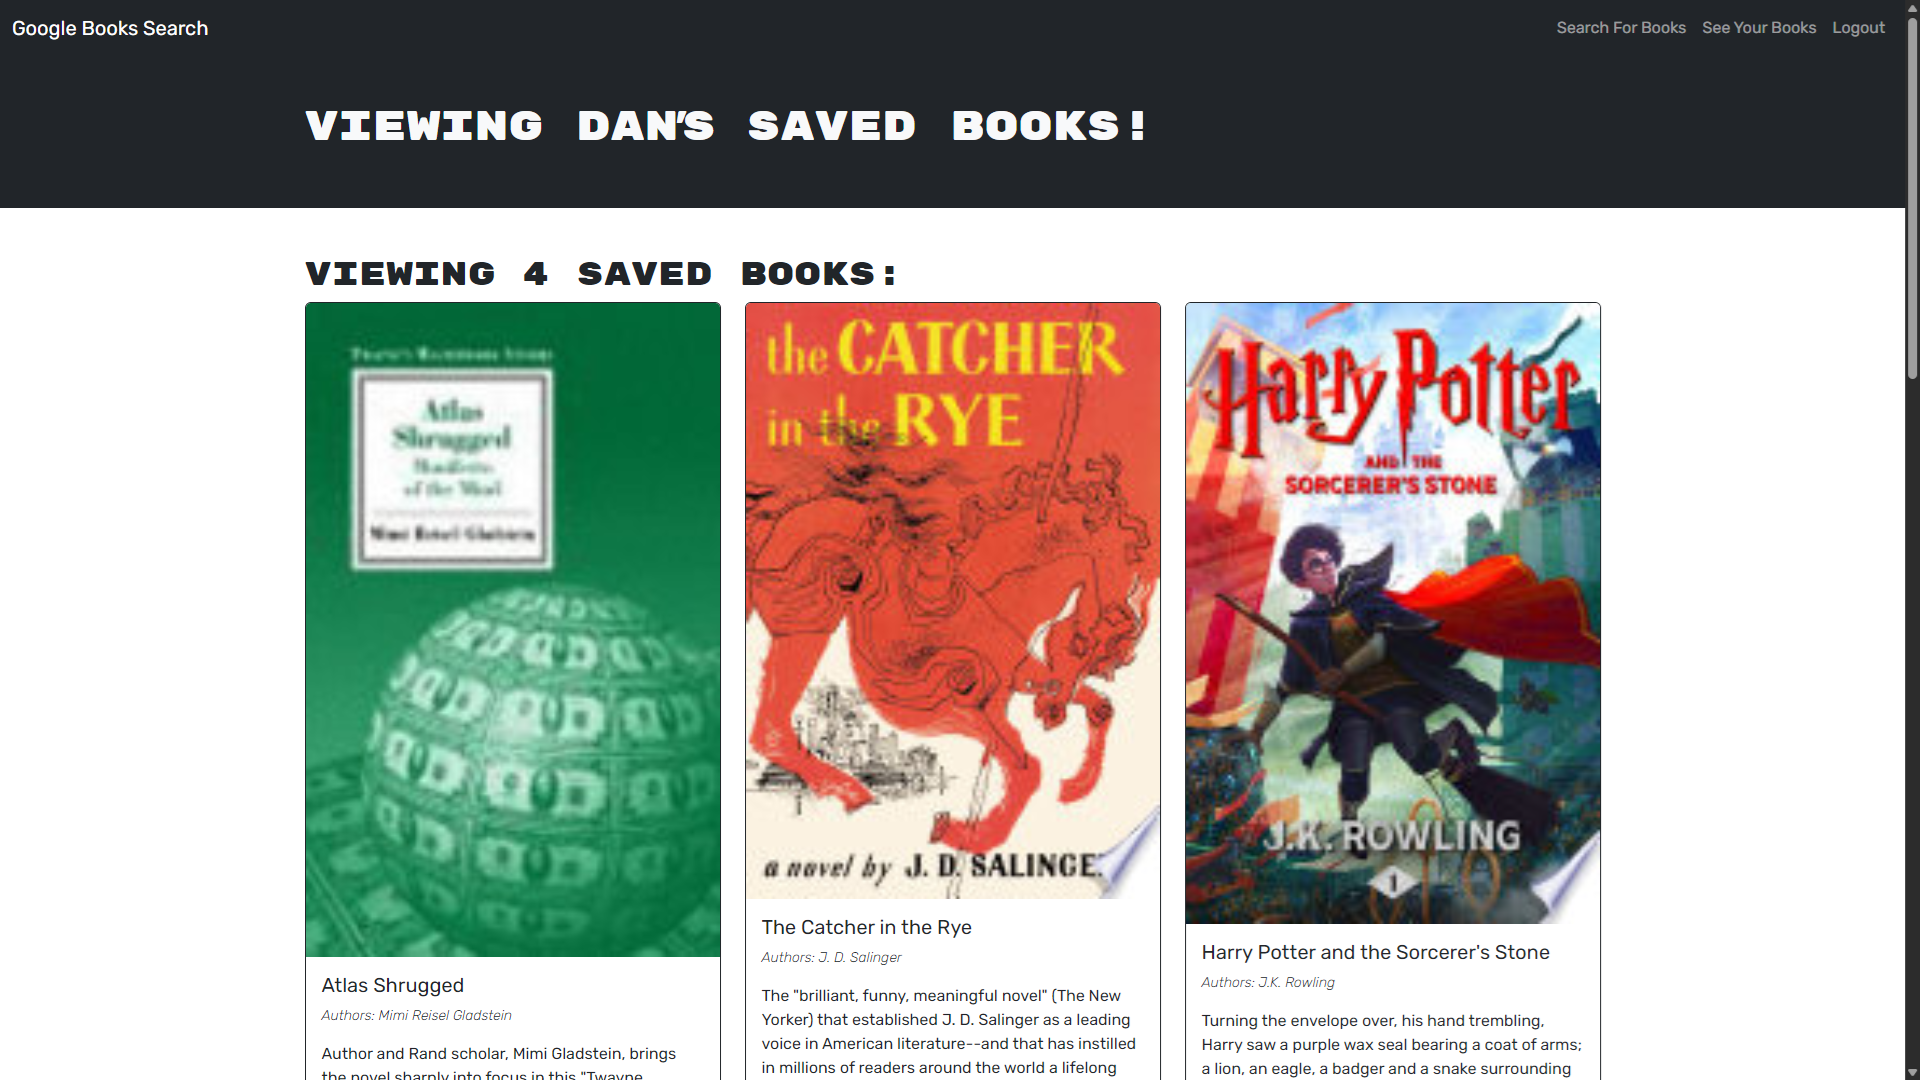 Google Books Search
Search For Books
See Your Books
Logout
VIEWING DAN'S SAVED BOOKS!
VIEWING 4 SAVED BOOKS:
Atlas
Shrugged
of the Mind
Mimi Reisel Gladstein
Atlas Shrugged
Authors: Mimi Reisel Gladstein
Author and Rand scholar, Mimi Gladstein, brings
the novel sharply into focus in this "Twayne
the CATCHER
in the RYE
a novel by J. D. SALINGE
The Catcher in the Rye
Authors: J. D. Salinger
The "brilliant, funny, meaningful novel" (The New
Yorker) that established J. D. Salinger as a leading
voice in American literature--and that has instilled
in millions of readers around the world a lifelong
Harry Potter
AND THE
SORCERER'S STONE
J.K. ROWLING
1
Harry Potter and the Sorcerer's Stone
Authors: J.K. Rowling
Turning the envelope over, his hand trembling,
Harry saw a purple wax seal bearing a coat of arms;
a lion, an eagle, a badger and a snake surrounding